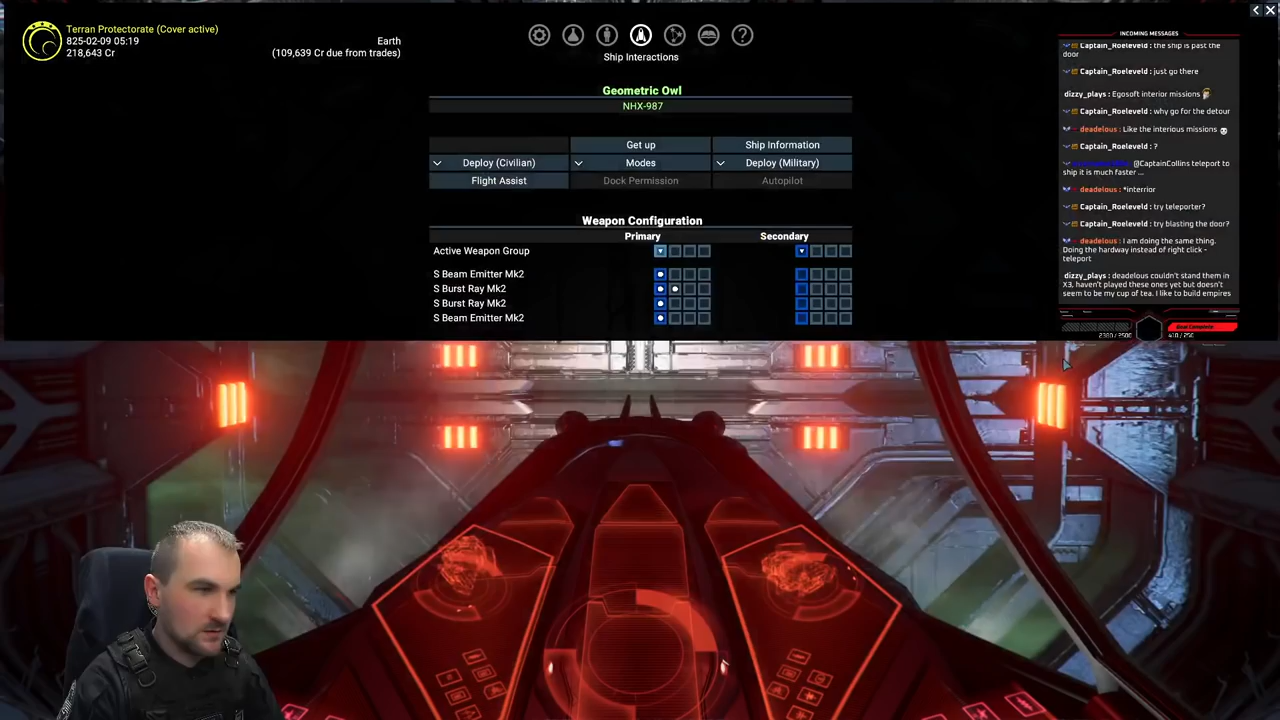 Terran Protectorate (Cover active)
825-02-09 05:19
218,643 Cr
Earth
(109,639 Cr due from trades)
Ship Interactions
Geometric Owl
NHX-987
Get up
Ship Information
Deploy (Civilian)
Modes
Deploy (Military)
Flight Assist
Dock Permission
Autopilot
Weapon Configuration
Primary
Secondary
Active Weapon Group
S Beam Emitter Mk2
S Burst Ray Mk2
S Burst Ray Mk2
S Beam Emitter Mk2
INCOMING MESSAGES
Captain_Roeleveld : the ship is past the
door
Captain_Roeleveld : just go there
dizzy_plays : Egosoft interior missions
Captain_Roeleveld : why go for the detour
deadelous : Like the interious missions
Captain_Roeleveld : ?
@CaptainCollins teleport to
ship it is much faster ...
deadelous : *interrior
Captain_Roeleveld : try teleporter?
Captain_Roeleveld : try blasting the door?
deadelous : I am doing the same thing.
Doing the hardway instead of right click -
teleport
dizzy_plays : deadelous couldn't stand them in
X3, haven't played these ones yet but doesn't
seem to be my cup of tea. I like to build empires
2380 / 2500
410 / 250